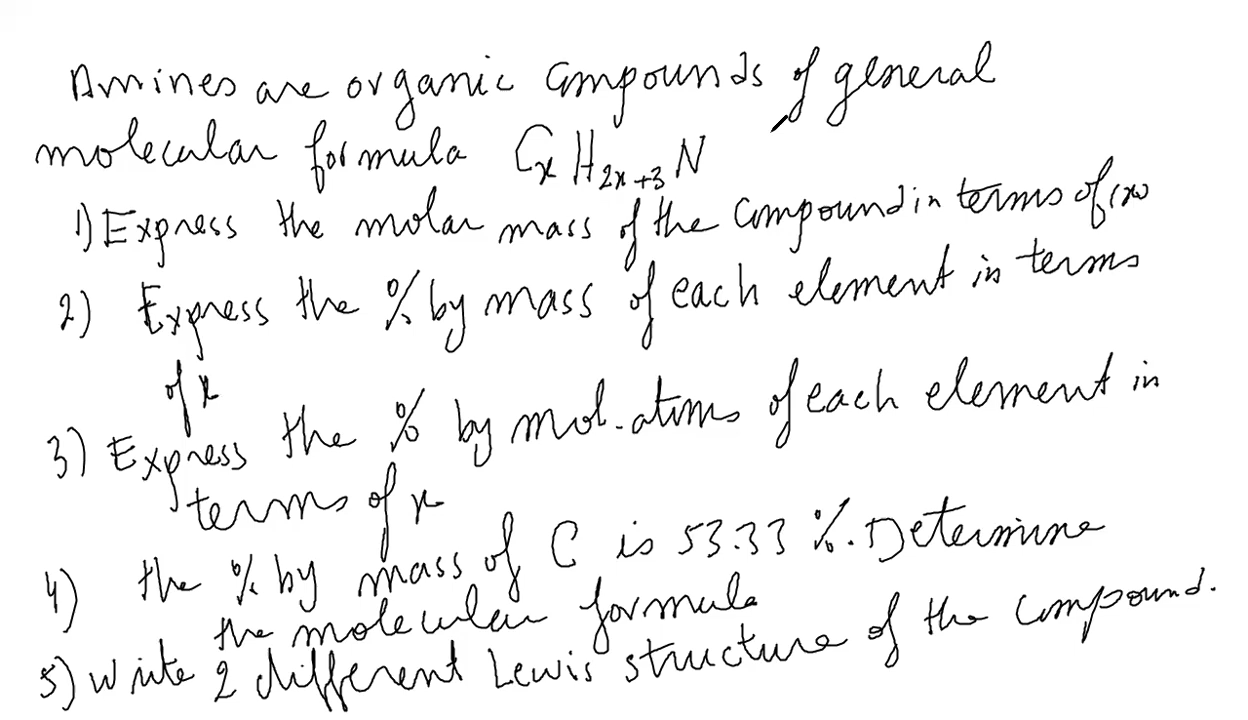 Amines are organic compounds of general
molecular formula CxH2x+3N
1) Express the molar mass of the compound in terms of (x)
2) Express the % by mass of each element in terms
of x
3) Express the % by mol.atoms of each element in
terms of x
4) the % by mass of C is 53.33 %. Determine
the molecular formula
5) Write 2 different Lewis structure of the compound.